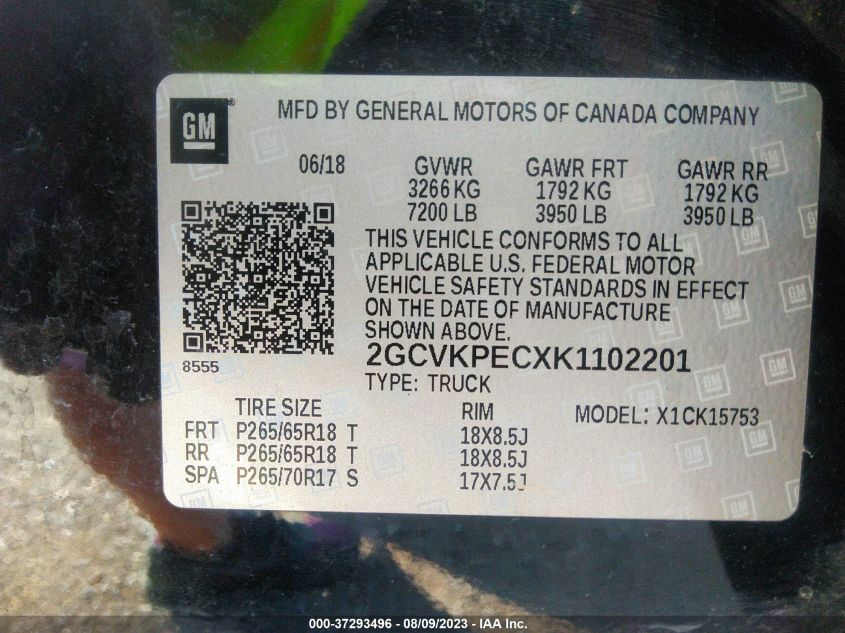 GM
MFD BY GENERAL MOTORS OF CANADA COMPANY
06/18 GVWR GAWR FRT GAWR RR
3266 KG 1792 KG 1792 KG
7200 LB 3950 LB 3950 LB
THIS VEHICLE CONFORMS TO ALL
APPLICABLE U.S. FEDERAL MOTOR
VEHICLE SAFETY STANDARDS IN EFFECT
ON THE DATE OF MANUFACTURE
SHOWN ABOVE.
8555
2GCVKPECXK1102201
TYPE: TRUCK
TIRE SIZE RIM MODEL: X1CK15753
FRT P265/65R18 T 18X8.5J
RR P265/65R18 T 18X8.5J
SPA P265/70R17 S 17X7.5J
000-37293496 - 08/09/2023 - IAA Inc.